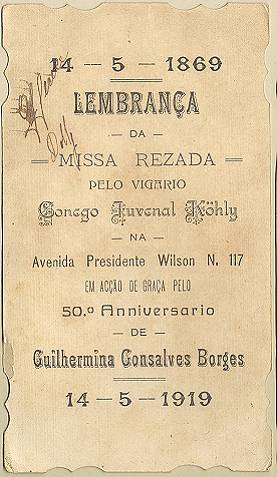 14 - 5 - 1869
LEMBRANÇA
- DA -
= MISSA REZADA =
PELO VIGARIO
Conego Juvenal Köhly
- NA -
Avenida Presidente Wilson N. 117
EM ACÇÃO DE GRAÇA PELO
50.º Anniversario
- DE -
Guilhermina Gonsalves Borges
14 - 5 - 1919